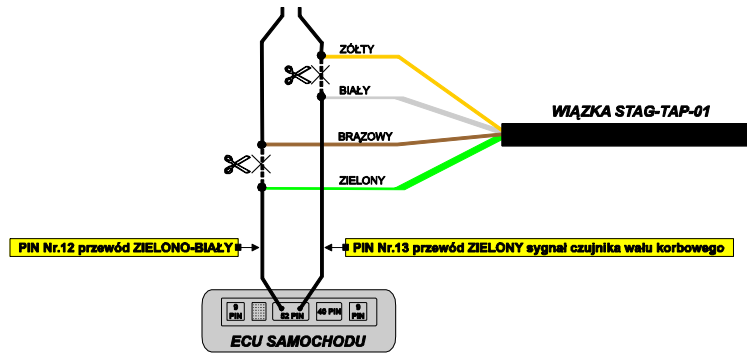 ZÓŁTY
BIAŁY
WIĄZKA STAG-TAP-01
BRĄZOWY
ZIELONY
PIN Nr.12 przewód ZIELONO-BIAŁY
PIN Nr.13 przewód ZIELONY sygnał czujnika wału korbowego
9 PIN
52 PIN
40 PIN
9 PIN
ECU SAMOCHODU